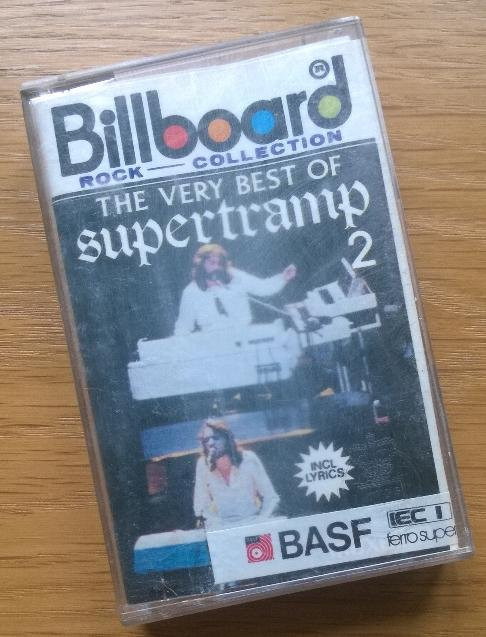 Billboard ®
ROCK — COLLECTION
THE VERY BEST OF
supertramp
2
INCL
LYRICS
BASF
IEC I
ferro super